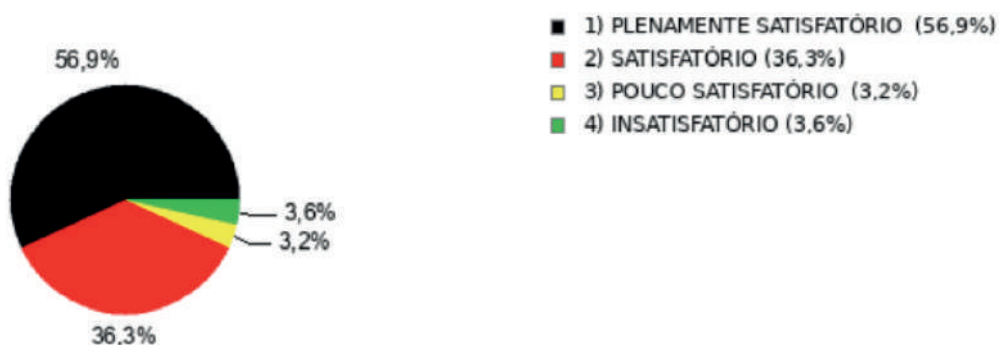 56,9%
3,6%
3,2%
36,3%
1) PLENAMENTE SATISFATÓRIO (56,9%)
2) SATISFATÓRIO (36,3%)
3) POUCO SATISFATÓRIO (3,2%)
4) INSATISFATÓRIO (3,6%)